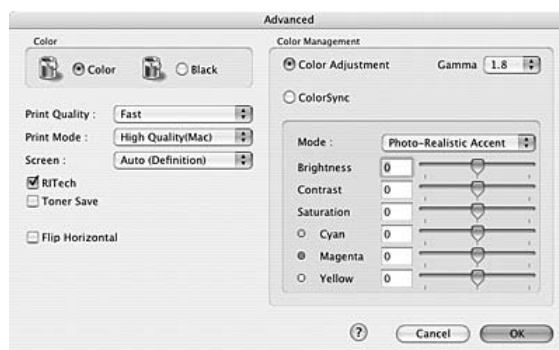 Advanced
Color
Color
Black
Print Quality :
Fast
Print Mode :
High Quality(Mac)
Screen :
Auto (Definition)
RITech
Toner Save
Flip Horizontal
Color Management
Color Adjustment
Gamma
1.8
ColorSync
Mode :
Photo-Realistic Accent
Brightness
0
Contrast
0
Saturation
0
Cyan
0
Magenta
0
Yellow
0
?
Cancel
OK